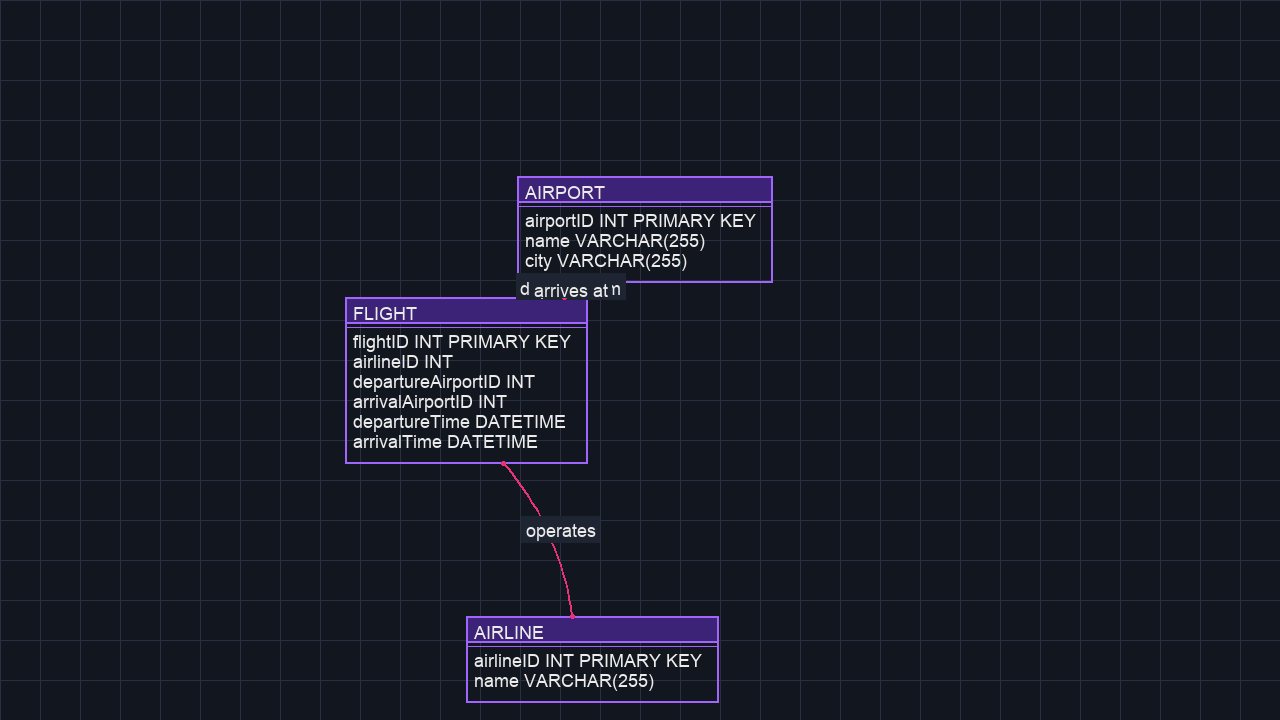 AIRPORT
airportID INT PRIMARY KEY
name VARCHAR(255)
city VARCHAR(255)
arrives at
FLIGHT
flightID INT PRIMARY KEY
airlineID INT
departureAirportID INT
arrivalAirportID INT
departureTime DATETIME
arrivalTime DATETIME
operates
AIRLINE
airlineID INT PRIMARY KEY
name VARCHAR(255)